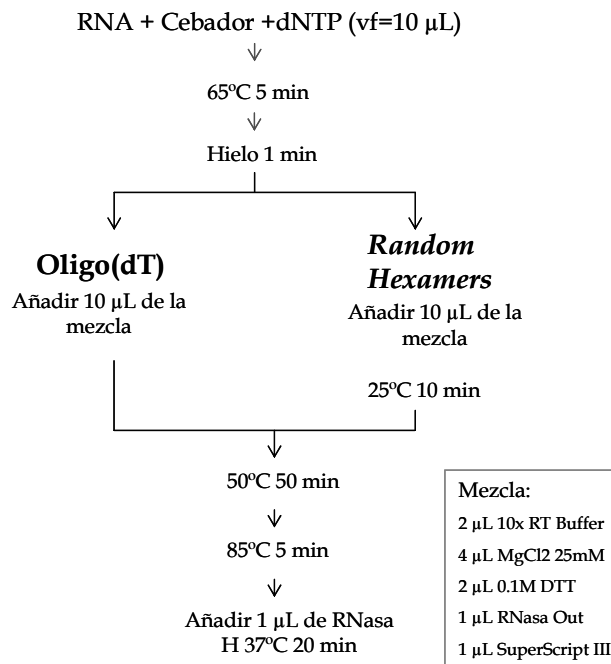 RNA + Cebador +dNTP (vf=10 µL)
65ºC 5 min
Hielo 1 min
Oligo(dT)
Añadir 10 µL de la
mezcla
Random
Hexamers
Añadir 10 µL de la
mezcla
25ºC 10 min
50ºC 50 min
85ºC 5 min
Añadir 1 µL de RNasa
H 37ºC 20 min
Mezcla:
2 µL 10x RT Buffer
4 µL MgCl2 25mM
2 µL 0.1M DTT
1 µL RNasa Out
1 µL SuperScript III